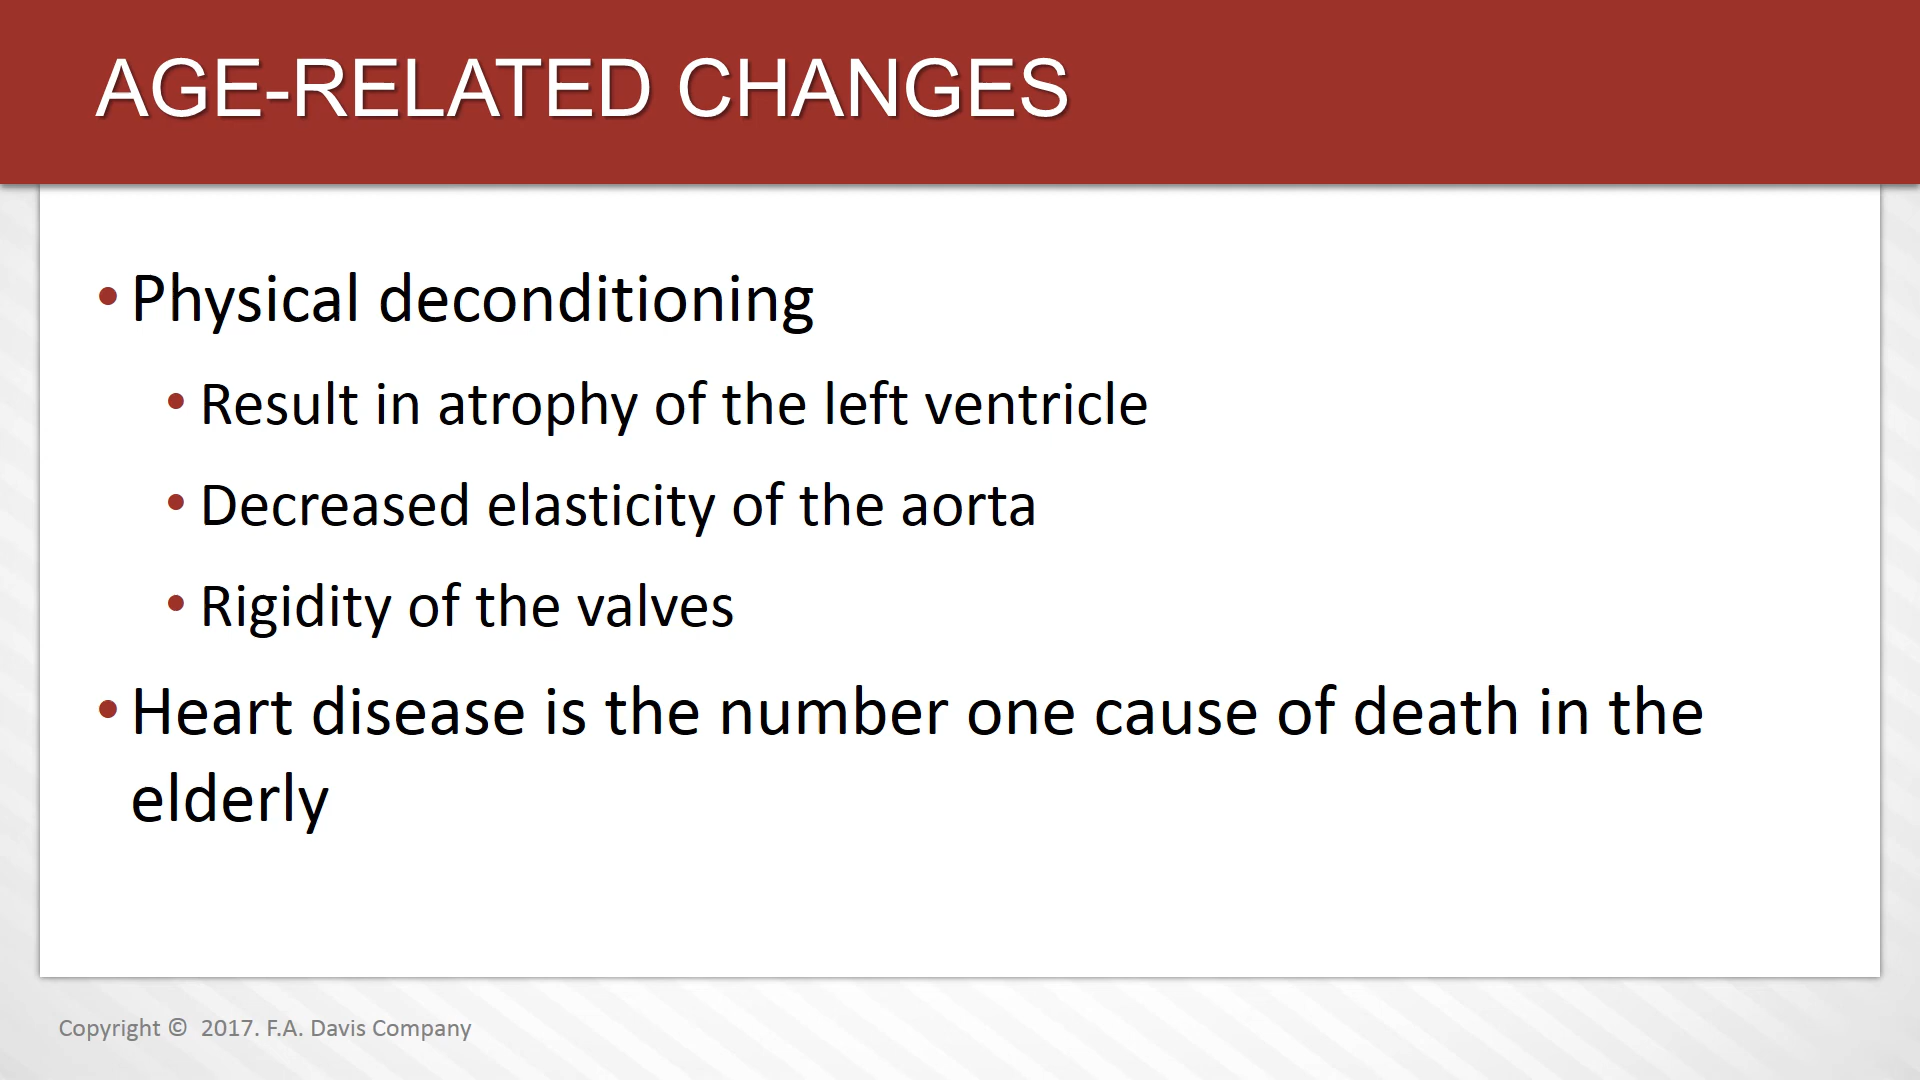 AGE-RELATED CHANGES
• Physical deconditioning
• Result in atrophy of the left ventricle
• Decreased elasticity of the aorta
• Rigidity of the valves
• Heart disease is the number one cause of death in the
elderly
Copyright © 2017. F.A. Davis Company